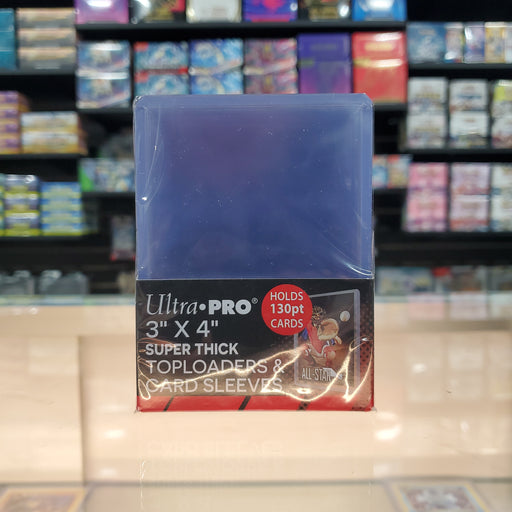 Ultra•PRO®
HOLDS
130pt
CARDS
3" X 4"
SUPER THICK
TOPLOADERS &
CARD SLEEVES
ALL-STAR